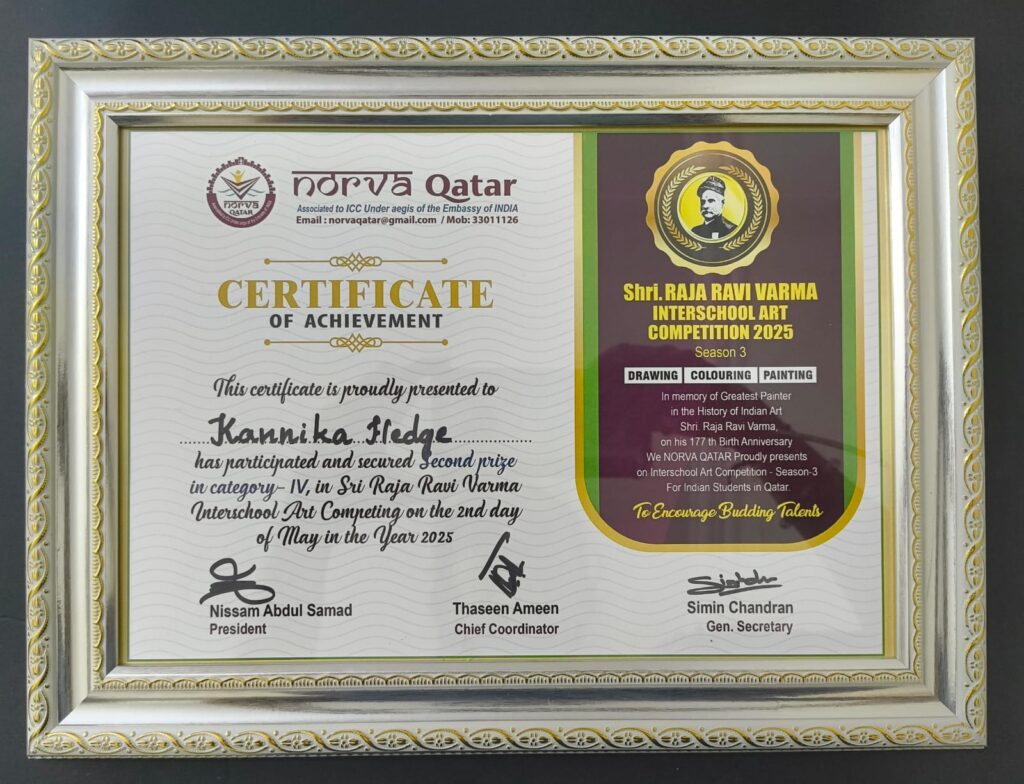 norva
QATAR
norva Qatar
Associated to ICC Under aegis of the Embassy of INDIA
Email : norvaqatar@gmail.com / Mob: 33011126
CERTIFICATE
OF ACHIEVEMENT
This certificate is proudly presented to
Kannika Hedge
has participated and secured Second prize
in category- IV, in Sri Raja Ravi Varma
Interschool Art Competing on the 2nd day
of May in the Year 2025
Nissam Abdul Samad
President
Thaseen Ameen
Chief Coordinator
Simin Chandran
Gen. Secretary
Shri. RAJA RAVI VARMA
INTERSCHOOL ART
COMPETITION 2025
Season 3
DRAWING COLOURING PAINTING
In memory of Greatest Painter
in the History of Indian Art
Shri. Raja Ravi Varma,
on his 177 th Birth Anniversary
We NORVA QATAR Proudly presents
on Interschool Art Competition - Season-3
For Indian Students in Qatar.
To Encourage Budding Talents